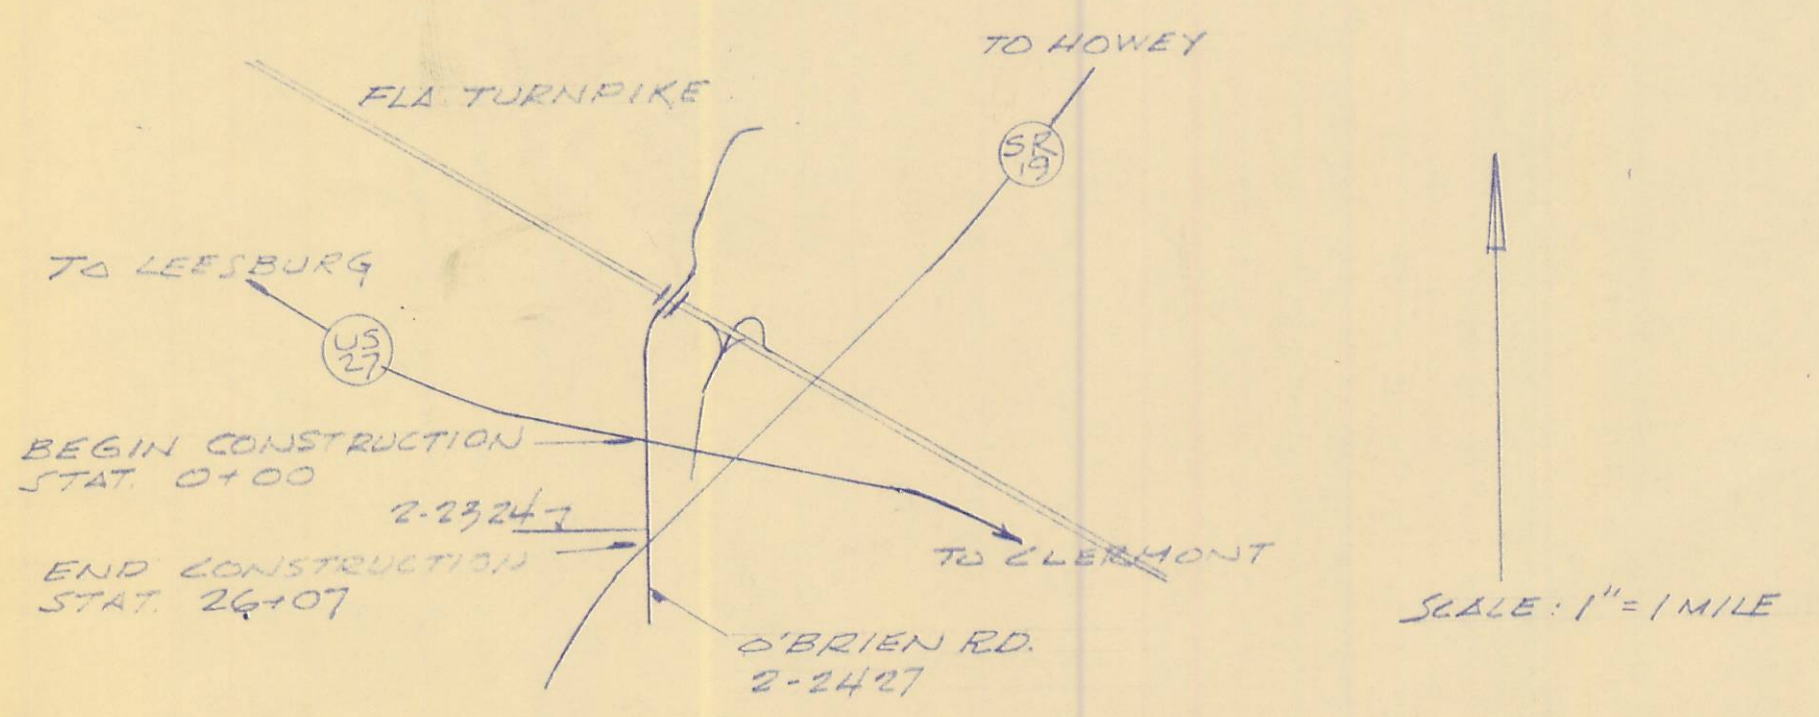 TO HOWEY
FLA. TURNPIKE
SR
19
TO LEESBURG
US
27
BEGIN CONSTRUCTION
STAT. 0+00
2-2324
END CONSTRUCTION
STAT. 26+07
TO CLERMONT
SCALE: 1" = 1 MILE
O'BRIEN RD.
2-2427